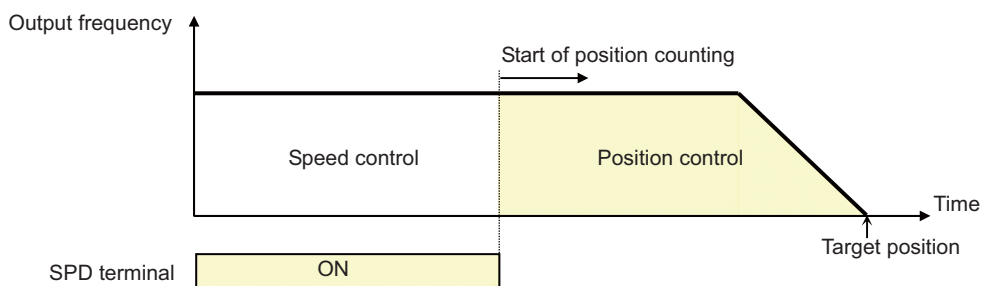 Output frequency
Start of position counting
Speed control
Position control
Time
Target position
SPD terminal
ON